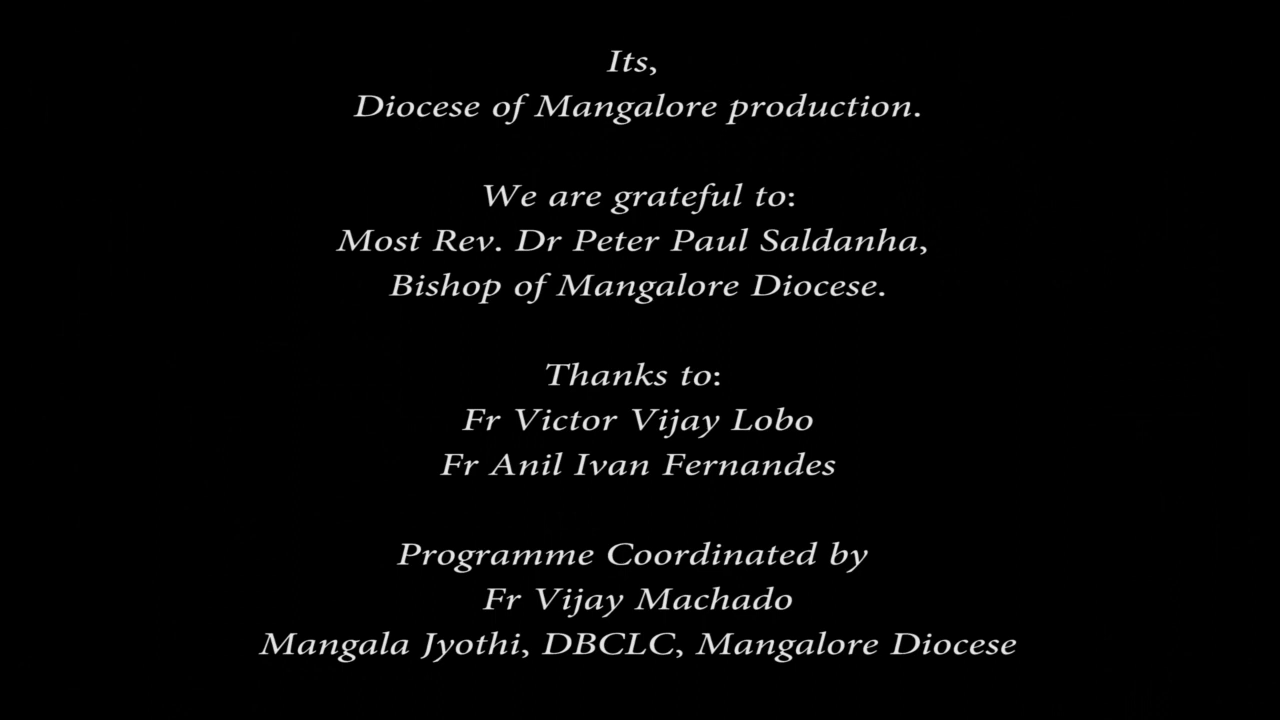 Its,
Diocese of Mangalore production.
We are grateful to:
Most Rev. Dr Peter Paul Saldanha,
Bishop of Mangalore Diocese.
Thanks to:
Fr Victor Vijay Lobo
Fr Anil Ivan Fernandes
Programme Coordinated by
Fr Vijay Machado
Mangala Jyothi, DBCLC, Mangalore Diocese